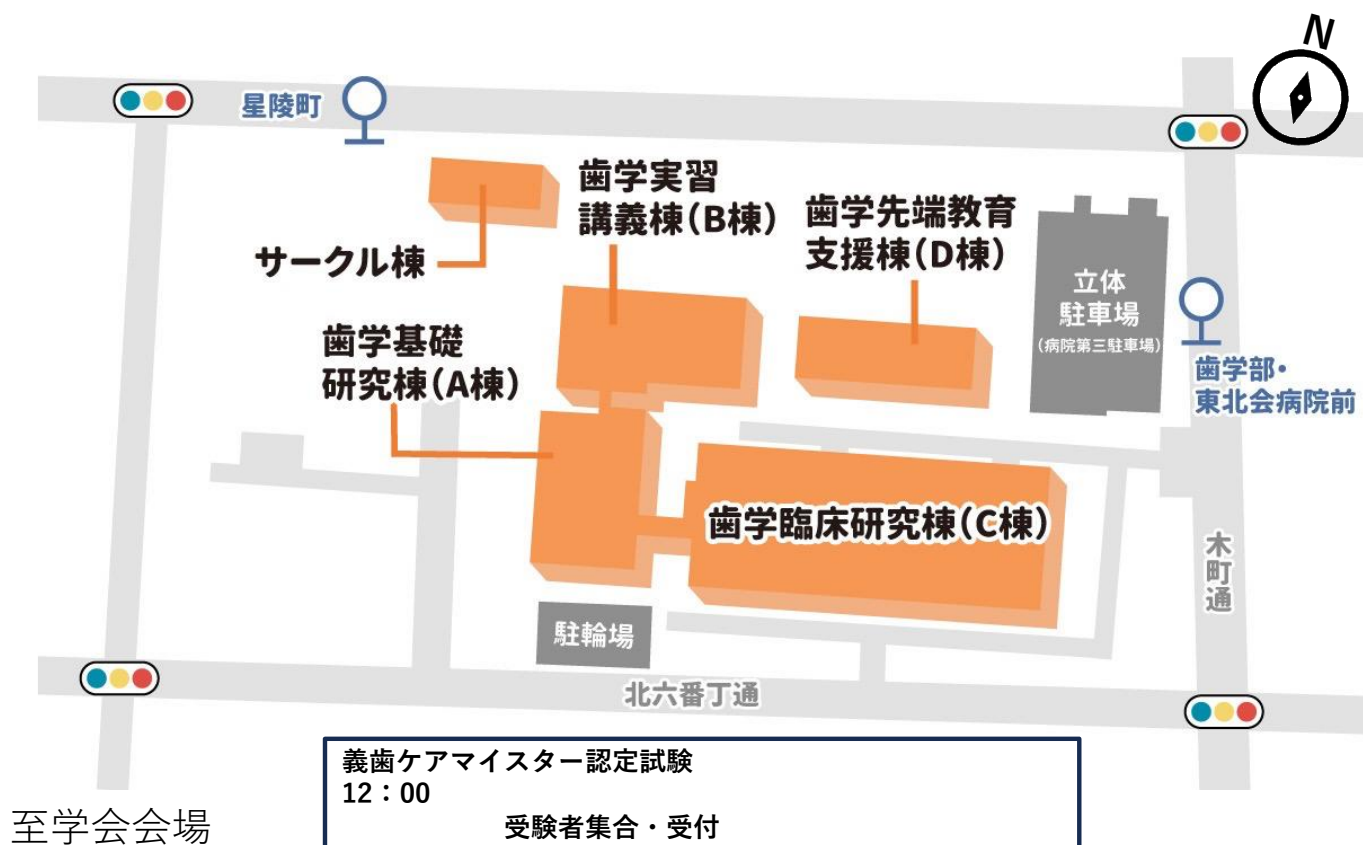 N
星陵町
歯学実習
講義棟(B棟)
歯学先端教育
支援棟(D棟)
サークル棟
立体
駐車場
(病院第三駐車場)
歯学基礎
研究棟(A棟)
歯学部・
東北会病院前
歯学臨床研究棟(C棟)
木町通
駐輪場
北六番丁通
義歯ケアマイスター認定試験
12:00
受験者集合・受付
至学会会場